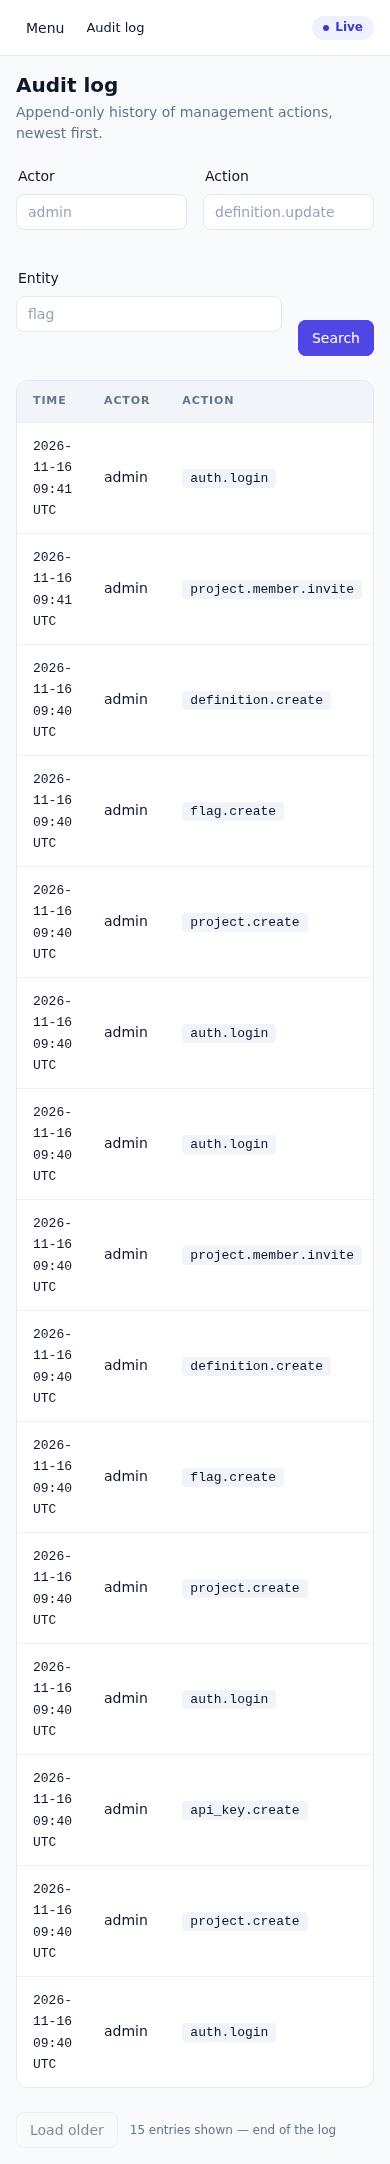 Menu Audit log Live
Audit log
Append-only history of management actions,
newest first.
Actor Action
admin definition.update
Entity
flag
Search
TIME ACTOR ACTION
2026-
11-16
09:41
UTC
admin auth.login
2026-
11-16
09:41
UTC
admin project.member.invite
2026-
11-16
09:40
UTC
admin definition.create
2026-
11-16
09:40
UTC
admin flag.create
2026-
11-16
09:40
UTC
admin project.create
2026-
11-16
09:40
UTC
admin auth.login
2026-
11-16
09:40
UTC
admin auth.login
2026-
11-16
09:40
UTC
admin project.member.invite
2026-
11-16
09:40
UTC
admin definition.create
2026-
11-16
09:40
UTC
admin flag.create
2026-
11-16
09:40
UTC
admin project.create
2026-
11-16
09:40
UTC
admin auth.login
2026-
11-16
09:40
UTC
admin api_key.create
2026-
11-16
09:40
UTC
admin project.create
2026-
11-16
09:40
UTC
admin auth.login
Load older 15 entries shown — end of the log